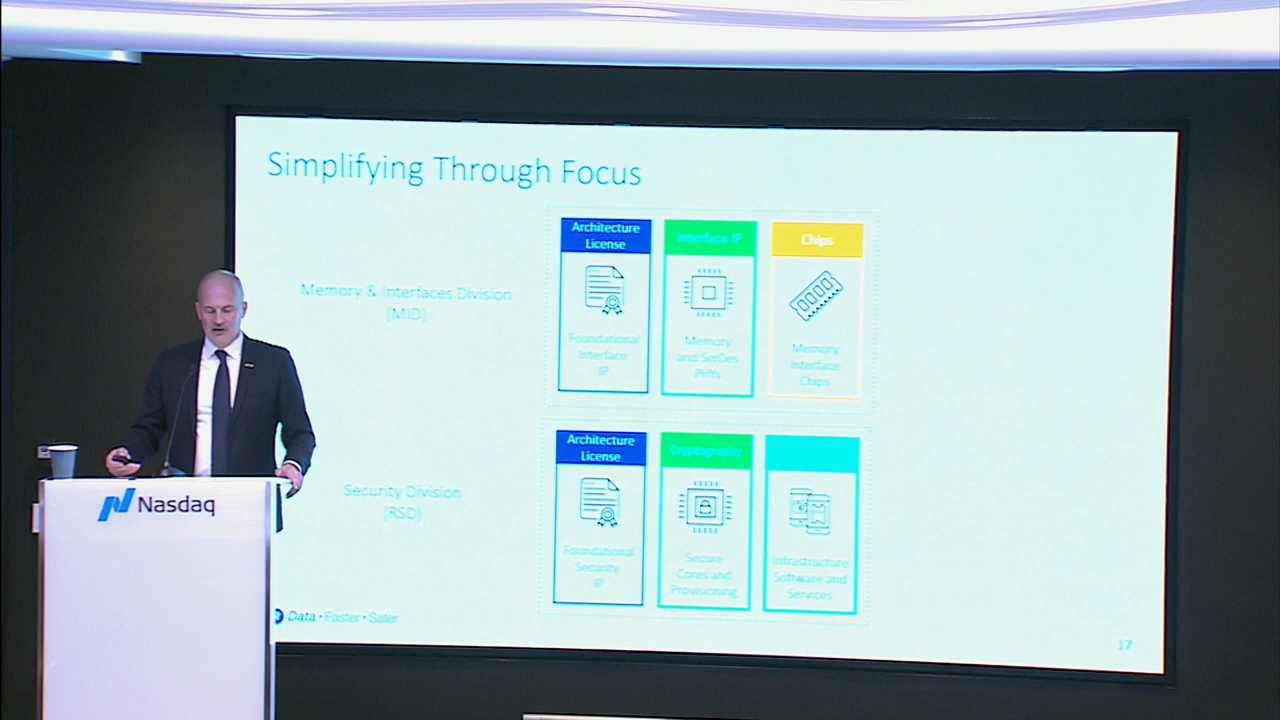 Simplifying Through Focus
Memory & Interfaces Division
(MID)
Architecture
License
Foundational
Interface
IP
Interface IP
Memory
and SerDes
PHYs
Chips
Memory
Interface
Chips
Security Division
(RSD)
Architecture
License
Foundational
Security
IP
Cryptography
Secure
Cores and
Provisioning
Infrastructure
Software and
Services
Data • Faster • Safer
17
Nasdaq